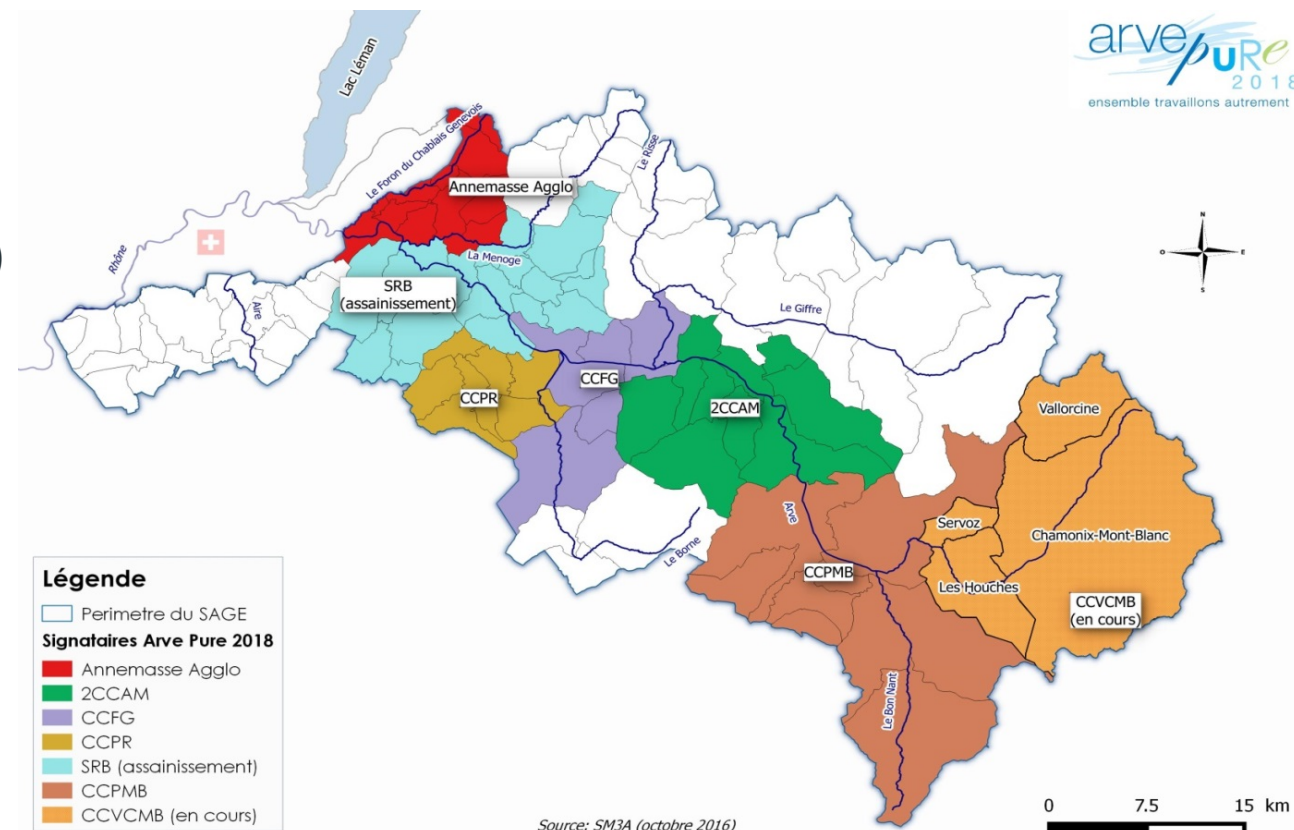 arve pure
2018
ensemble travaillons autrement
Lac Léman
Le Foron du Chablais Genevois
Le Risse
Annemasse Agglo
N
O
E
S
Rhône
La Menoge
SRB
(assainissement)
Aire
Le Giffre
CCFG
CCPR
2CCAM
Vallorcine
Arve
Servoz
Chamonix-Mont-Blanc
Le Borne
CCPMB
Les Houches
CCVCMB
(en cours)
Le Bon Nant
Légende
Perimetre du SAGE
Signataires Arve Pure 2018
Annemasse Agglo
2CCAM
CCFG
CCPR
SRB (assainissement)
CCPMB
CCVCMB (en cours)
0 7.5 15 km
Source: SM3A (octobre 2016)